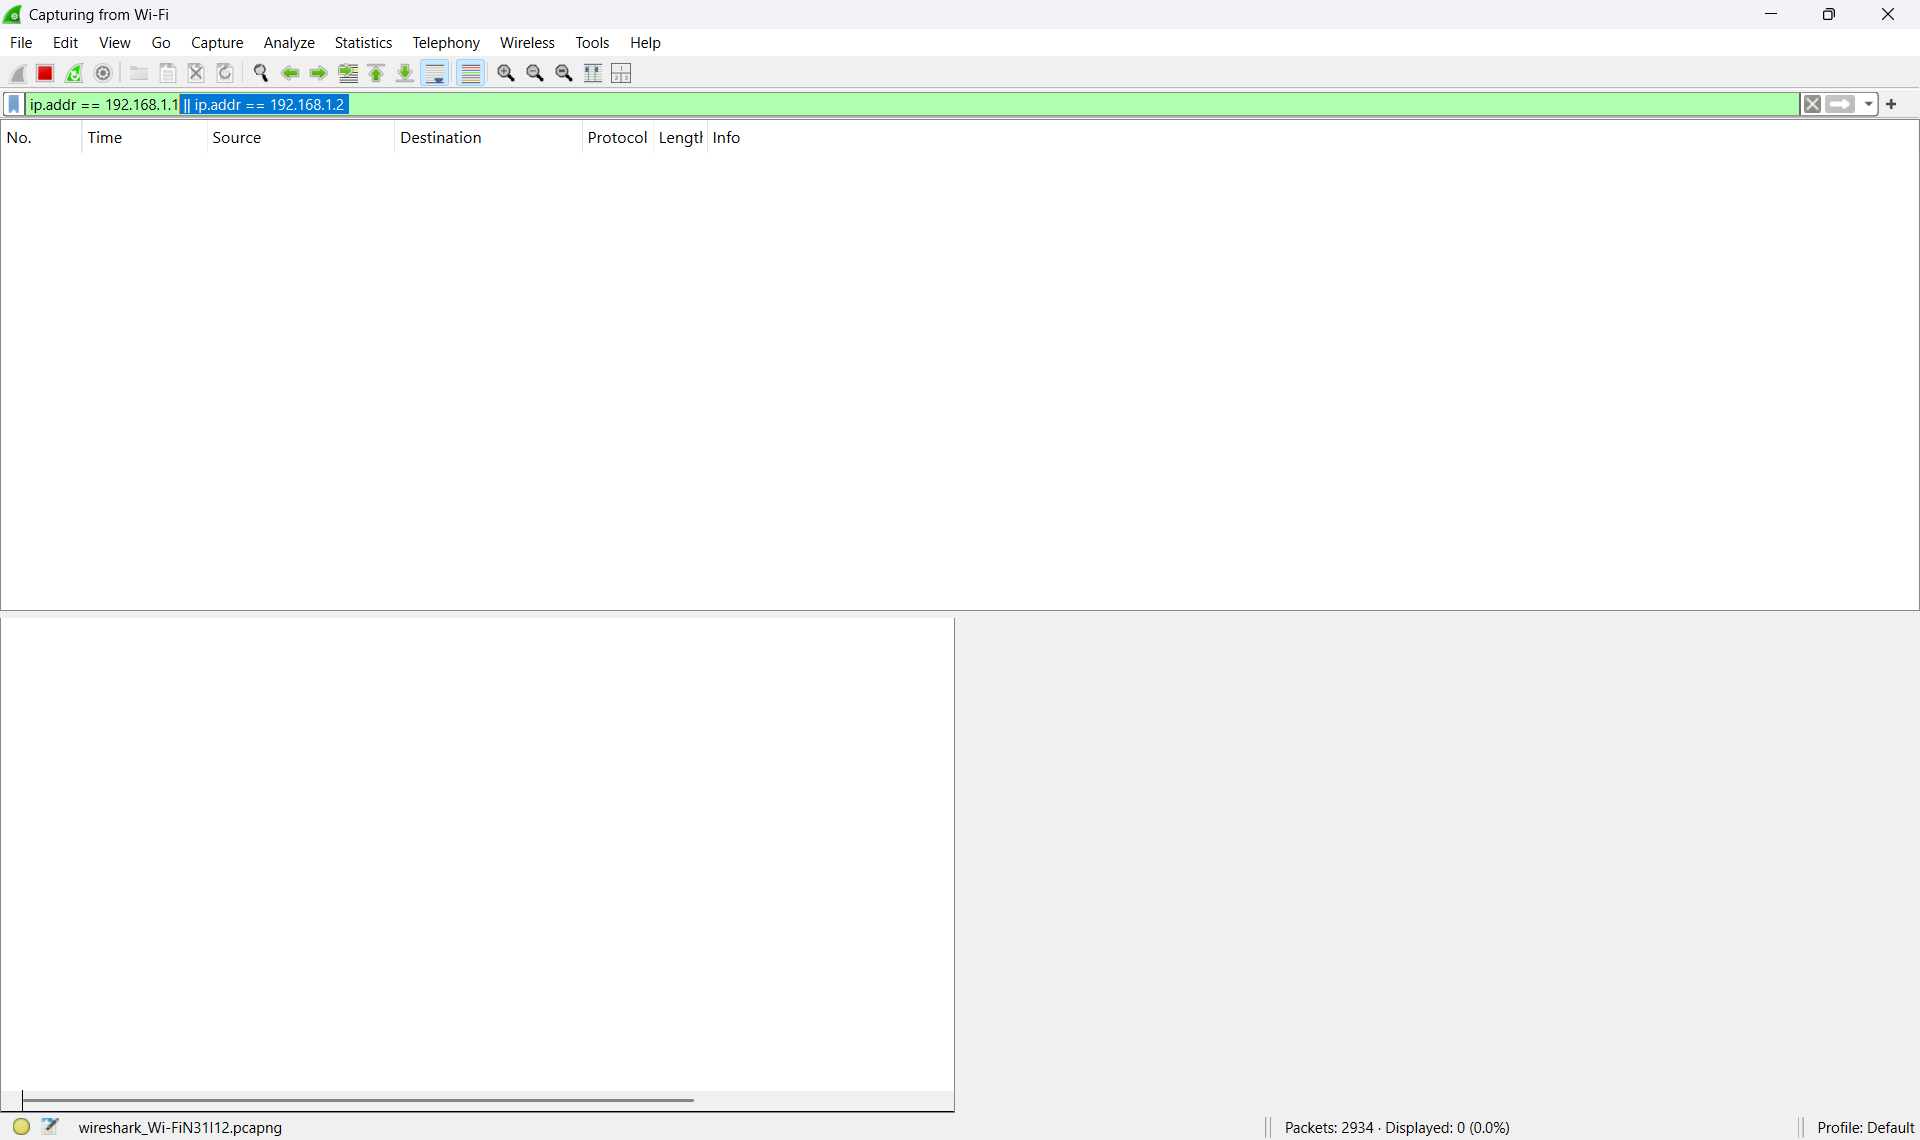 Capturing from Wi-Fi
File Edit View Go Capture Analyze Statistics Telephony Wireless Tools Help
ip.addr == 192.168.1.1 || ip.addr == 192.168.1.2
No. Time Source Destination Protocol Length Info
wireshark_Wi-FiN31I12.pcapng Packets: 2934 · Displayed: 0 (0.0%) Profile: Default